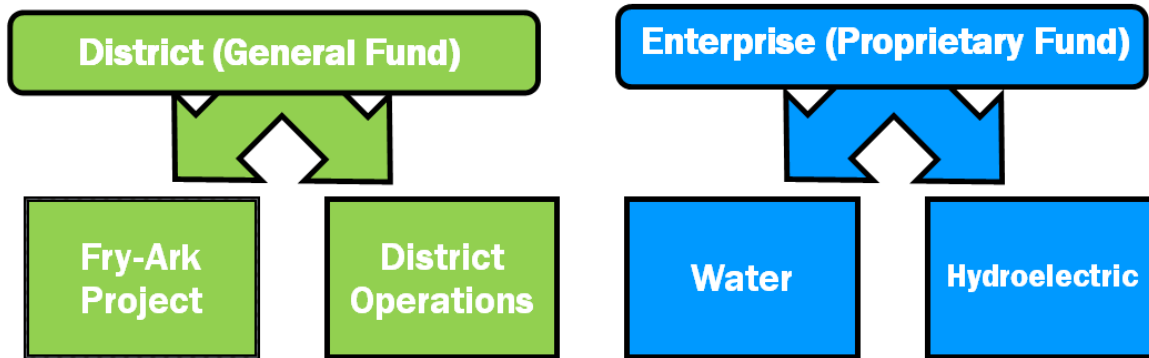 District (General Fund)
Enterprise (Proprietary Fund)
Fry-Ark
Project
District
Operations
Water
Hydroelectric